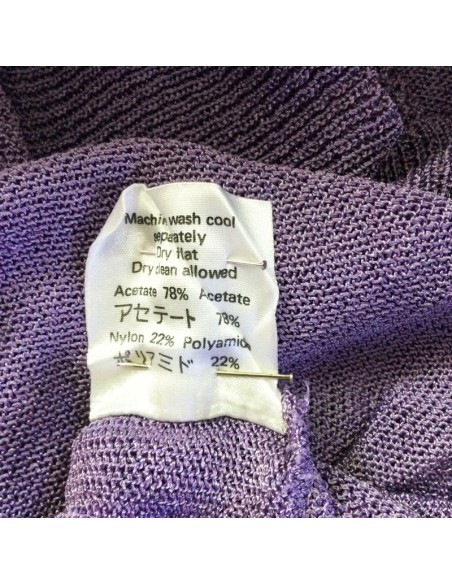 Machine wash cool
separately
Dry flat
Dry clean allowed
Acetate 78% Acetate
アセテート 78%
Nylon 22% Polyamide
ポリアミド 22%